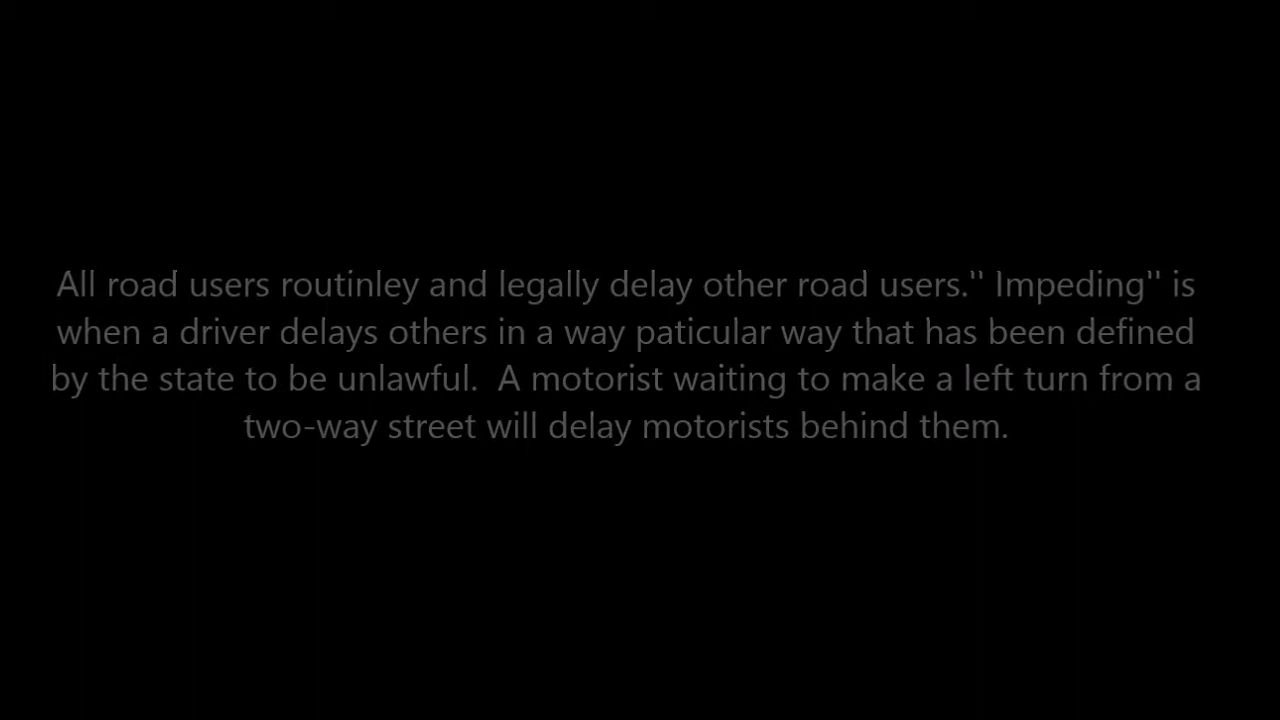 All road users routinley and legally delay other road users.'' Impeding'' is
when a driver delays others in a way paticular way that has been defined
by the state to be unlawful.  A motorist waiting to make a left turn from a
two-way street will delay motorists behind them.